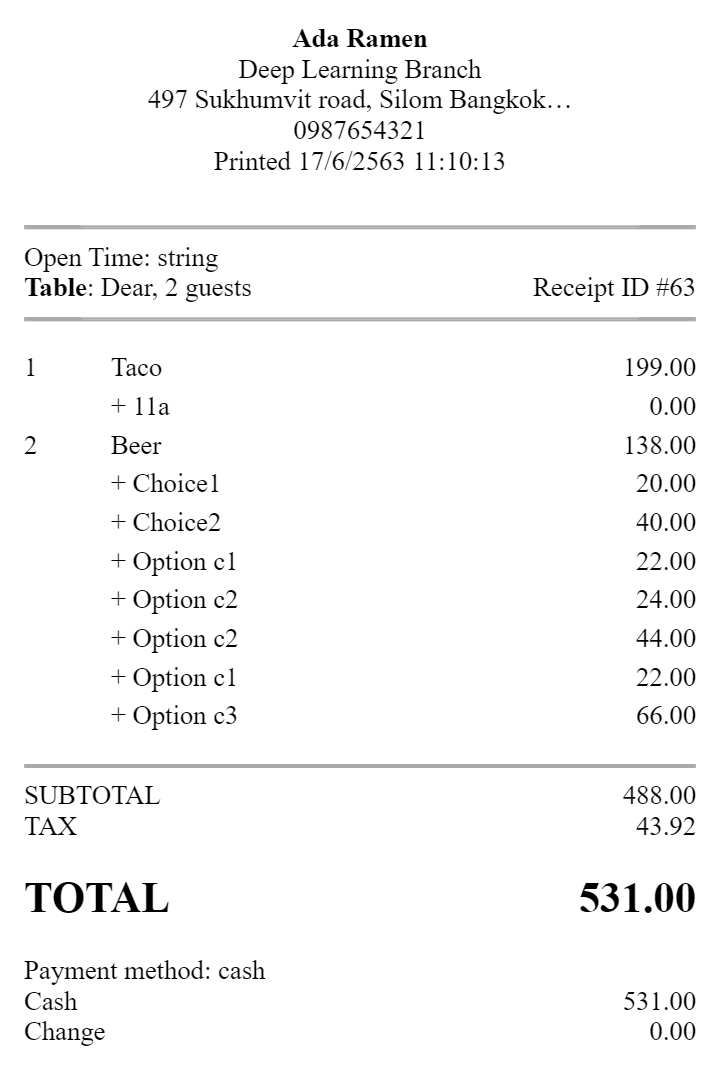 Ada Ramen
Deep Learning Branch
497 Sukhumvit road, Silom Bangkok…
0987654321
Printed 17/6/2563 11:10:13
Open Time: string
Table: Dear, 2 guests Receipt ID #63
1 Taco 199.00
+ 11a 0.00
2 Beer 138.00
+ Choice1 20.00
+ Choice2 40.00
+ Option c1 22.00
+ Option c2 24.00
+ Option c2 44.00
+ Option c1 22.00
+ Option c3 66.00
SUBTOTAL 488.00
TAX 43.92
TOTAL 531.00
Payment method: cash
Cash 531.00
Change 0.00